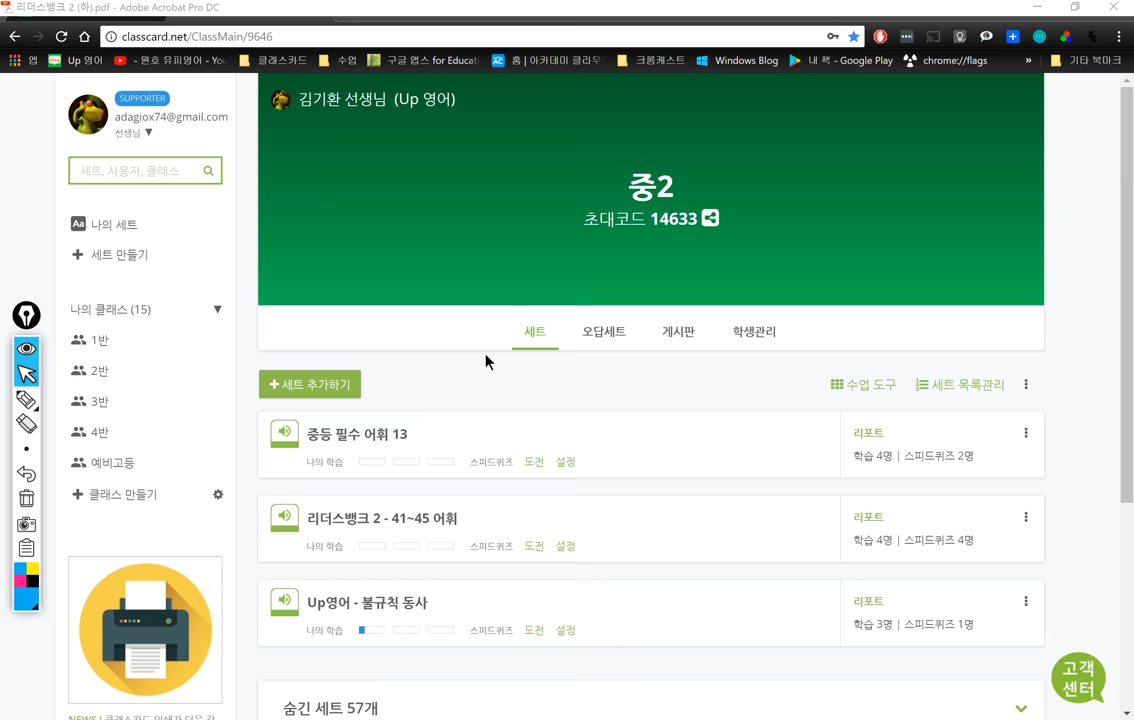 리더스뱅크 2 (하).pdf - Adobe Acrobat Pro DC
classcard.net/ClassMain/9646
앱 Up 영어 - 원호 유피영어 - You 클래스카드 수업 구글 앱스 for Educati 홈 | 아카데미 클라우 크롬캐스트 Windows Blog 내 책 - Google Play chrome://flags » 기타 북마크
SUPPORTER
adagiox74@gmail.com
선생님 ▼
세트, 사용자, 클래스
Aa 나의 세트
+ 세트 만들기
나의 클래스 (15) ▼
1반
2반
3반
4반
예비고등
+ 클래스 만들기
김기환 선생님 (Up 영어)
중2
초대코드 14633
세트 오답세트 게시판 학생관리
+ 세트 추가하기
수업 도구 세트 목록관리
중등 필수 어휘 13
나의 학습 스피드퀴즈 도전 설정
리포트
학습 4명 | 스피드퀴즈 2명
리더스뱅크 2 - 41~45 어휘
나의 학습 스피드퀴즈 도전 설정
리포트
학습 4명 | 스피드퀴즈 4명
Up영어 - 불규칙 동사
나의 학습 스피드퀴즈 도전 설정
리포트
학습 3명 | 스피드퀴즈 1명
숨긴 세트 57개
고객
센터